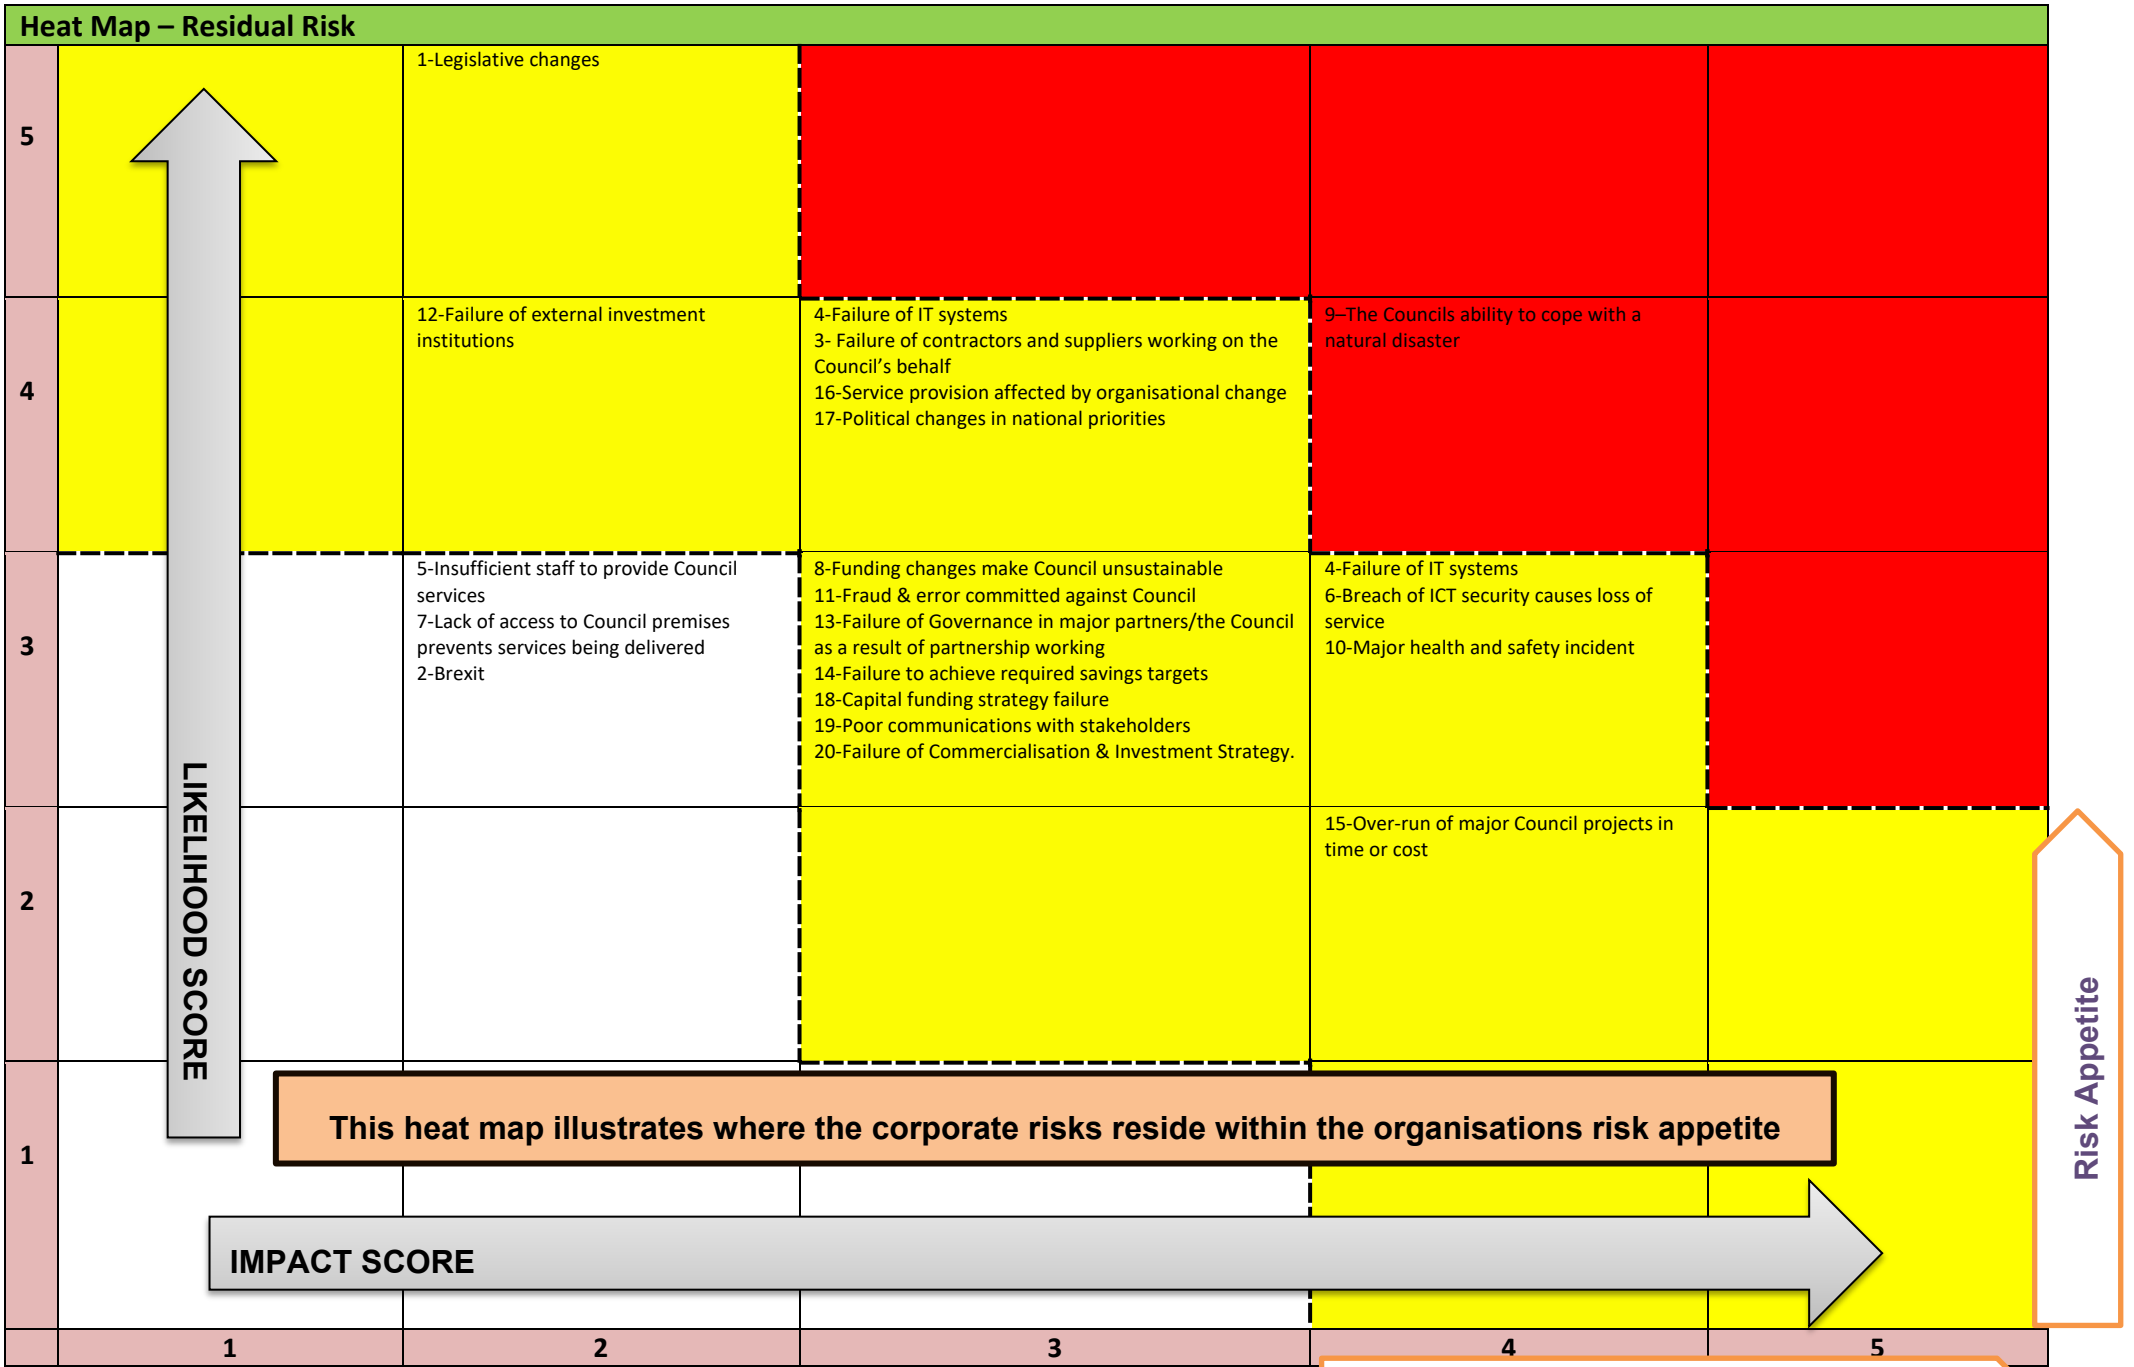 Heat Map – Residual Risk
5
1-Legislative changes
4
12-Failure of external investment
institutions
4-Failure of IT systems
3- Failure of contractors and suppliers working on the
Council’s behalf
16-Service provision affected by organisational change
17-Political changes in national priorities
9–The Councils ability to cope with a
natural disaster
3
5-Insufficient staff to provide Council
services
7-Lack of access to Council premises
prevents services being delivered
2-Brexit
8-Funding changes make Council unsustainable
11-Fraud & error committed against Council
13-Failure of Governance in major partners/the Council
as a result of partnership working
14-Failure to achieve required savings targets
18-Capital funding strategy failure
19-Poor communications with stakeholders
20-Failure of Commercialisation & Investment Strategy.
4-Failure of IT systems
6-Breach of ICT security causes loss of
service
10-Major health and safety incident
LIKELIHOOD SCORE
2
15-Over-run of major Council projects in
time or cost
Risk Appetite
1
This heat map illustrates where the corporate risks reside within the organisations risk appetite
IMPACT SCORE
1 2 3 4 5